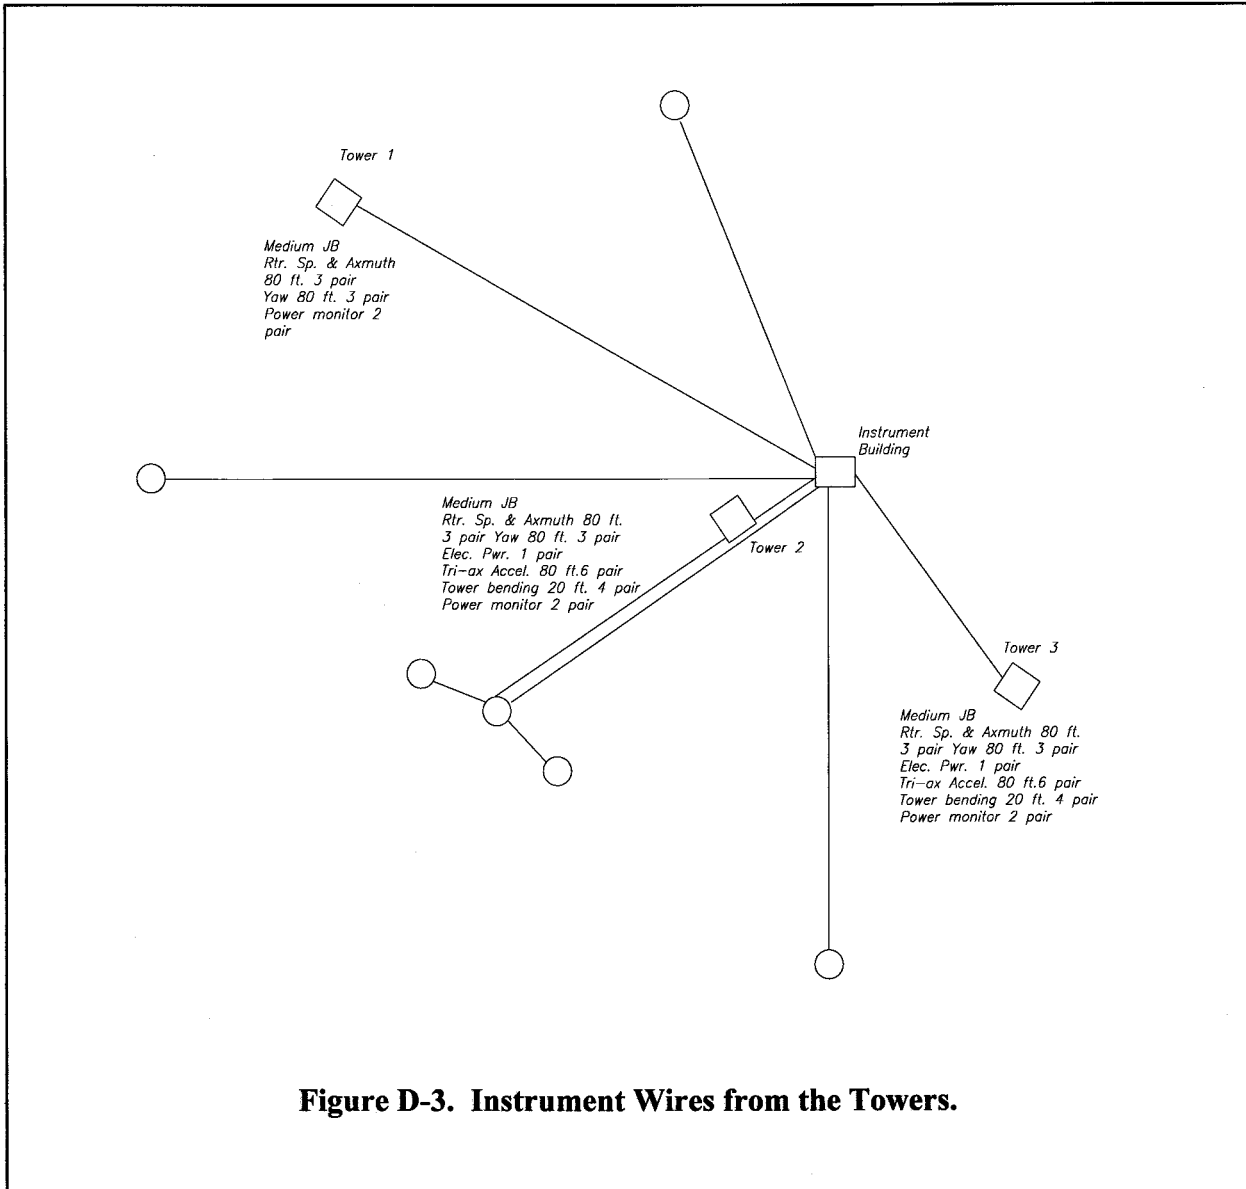 Tower 1
Medium JB
Rtr. Sp. & Axmuth
80 ft. 3 pair
Yaw 80 ft. 3 pair
Power monitor 2
pair
Instrument
Building
Medium JB
Rtr. Sp. & Axmuth 80 ft.
3 pair Yaw 80 ft. 3 pair
Elec. Pwr. 1 pair
Tri-ax Accel. 80 ft.6 pair
Tower bending 20 ft. 4 pair
Power monitor 2 pair
Tower 2
Tower 3
Medium JB
Rtr. Sp. & Axmuth 80 ft.
3 pair Yaw 80 ft. 3 pair
Elec. Pwr. 1 pair
Tri-ax Accel. 80 ft.6 pair
Tower bending 20 ft. 4 pair
Power monitor 2 pair
Figure D-3. Instrument Wires from the Towers.